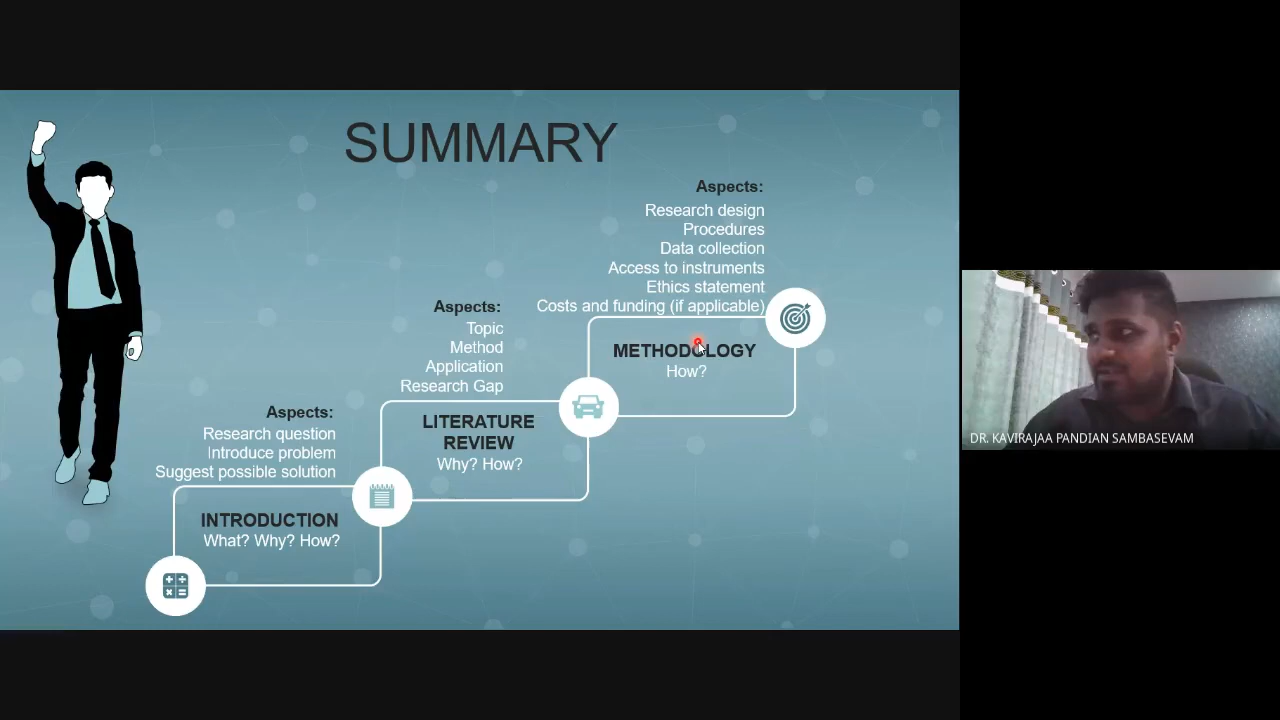 SUMMARY
Aspects:
Research design
Procedures
Data collection
Access to instruments
Ethics statement
Costs and funding (if applicable)
METHODOLOGY
How?
Aspects:
Topic
Method
Application
Research Gap
LITERATURE
REVIEW
Why? How?
Aspects:
Research question
Introduce problem
Suggest possible solution
INTRODUCTION
What? Why? How?
DR. KAVIRAJAA PANDIAN SAMBASEVAM